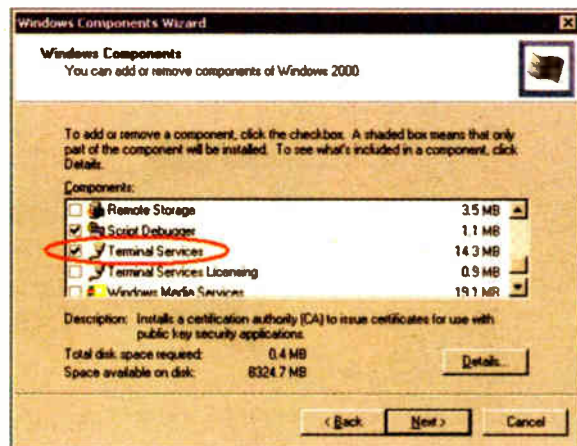 Windows Components Wizard
Windows Components
You can add or remove components of Windows 2000.
To add or remove a component, click the checkbox. A shaded box means that only
part of the component will be installed. To see what's included in a component, click
Details.
Components:
Remote Storage 3.5 MB
Script Debugger 1.1 MB
Terminal Services 14.3 MB
Terminal Services Licensing 0.9 MB
Windows Media Services 19.1 MB
Description: Installs a certification authority (CA) to issue certificates for use with
public key security applications.
Total disk space required: 0.4 MB
Space available on disk: 8324.7 MB
Details...
< Back Next > Cancel